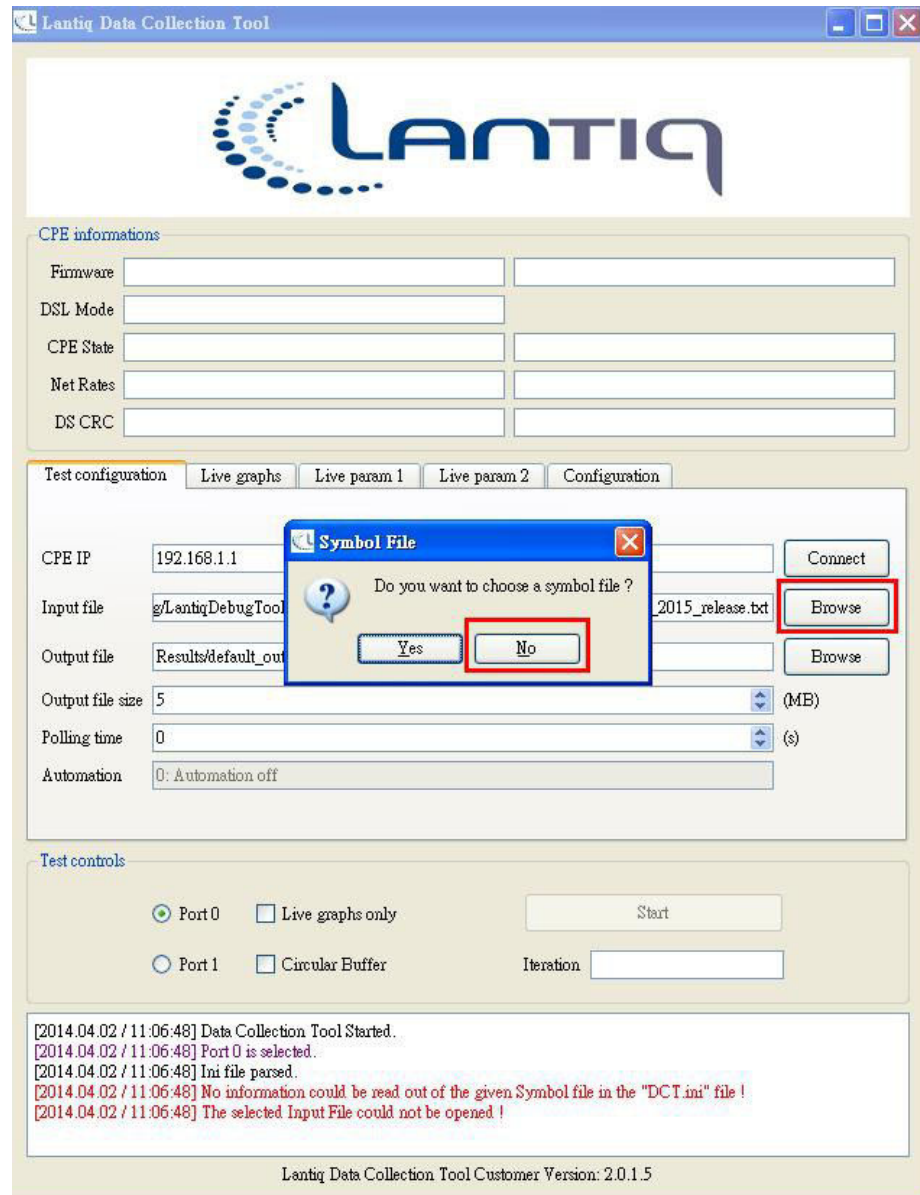 Lantiq Data Collection Tool
LANTIQ
CPE informations
Firmware
DSL Mode
CPE State
Net Rates
DS CRC
Test configuration Live graphs Live param 1 Live param 2 Configuration
Symbol File
Do you want to choose a symbol file ?
Yes No
CPE IP 192.168.1.1 Connect
Input file g/LantiqDebugTool _2015_release.txt Browse
Output file Results/default_out Browse
Output file size 5 (MB)
Polling time 0 (s)
Automation 0: Automation off
Test controls
Port 0 Live graphs only Start
Port 1 Circular Buffer Iteration
[2014.04.02 / 11:06:48] Data Collection Tool Started.
[2014.04.02 / 11:06:48] Port 0 is selected.
[2014.04.02 / 11:06:48] Ini file parsed.
[2014.04.02 / 11:06:48] No information could be read out of the given Symbol file in the "DCT.ini" file !
[2014.04.02 / 11:06:48] The selected Input File could not be opened !
Lantiq Data Collection Tool Customer Version: 2.0.1.5